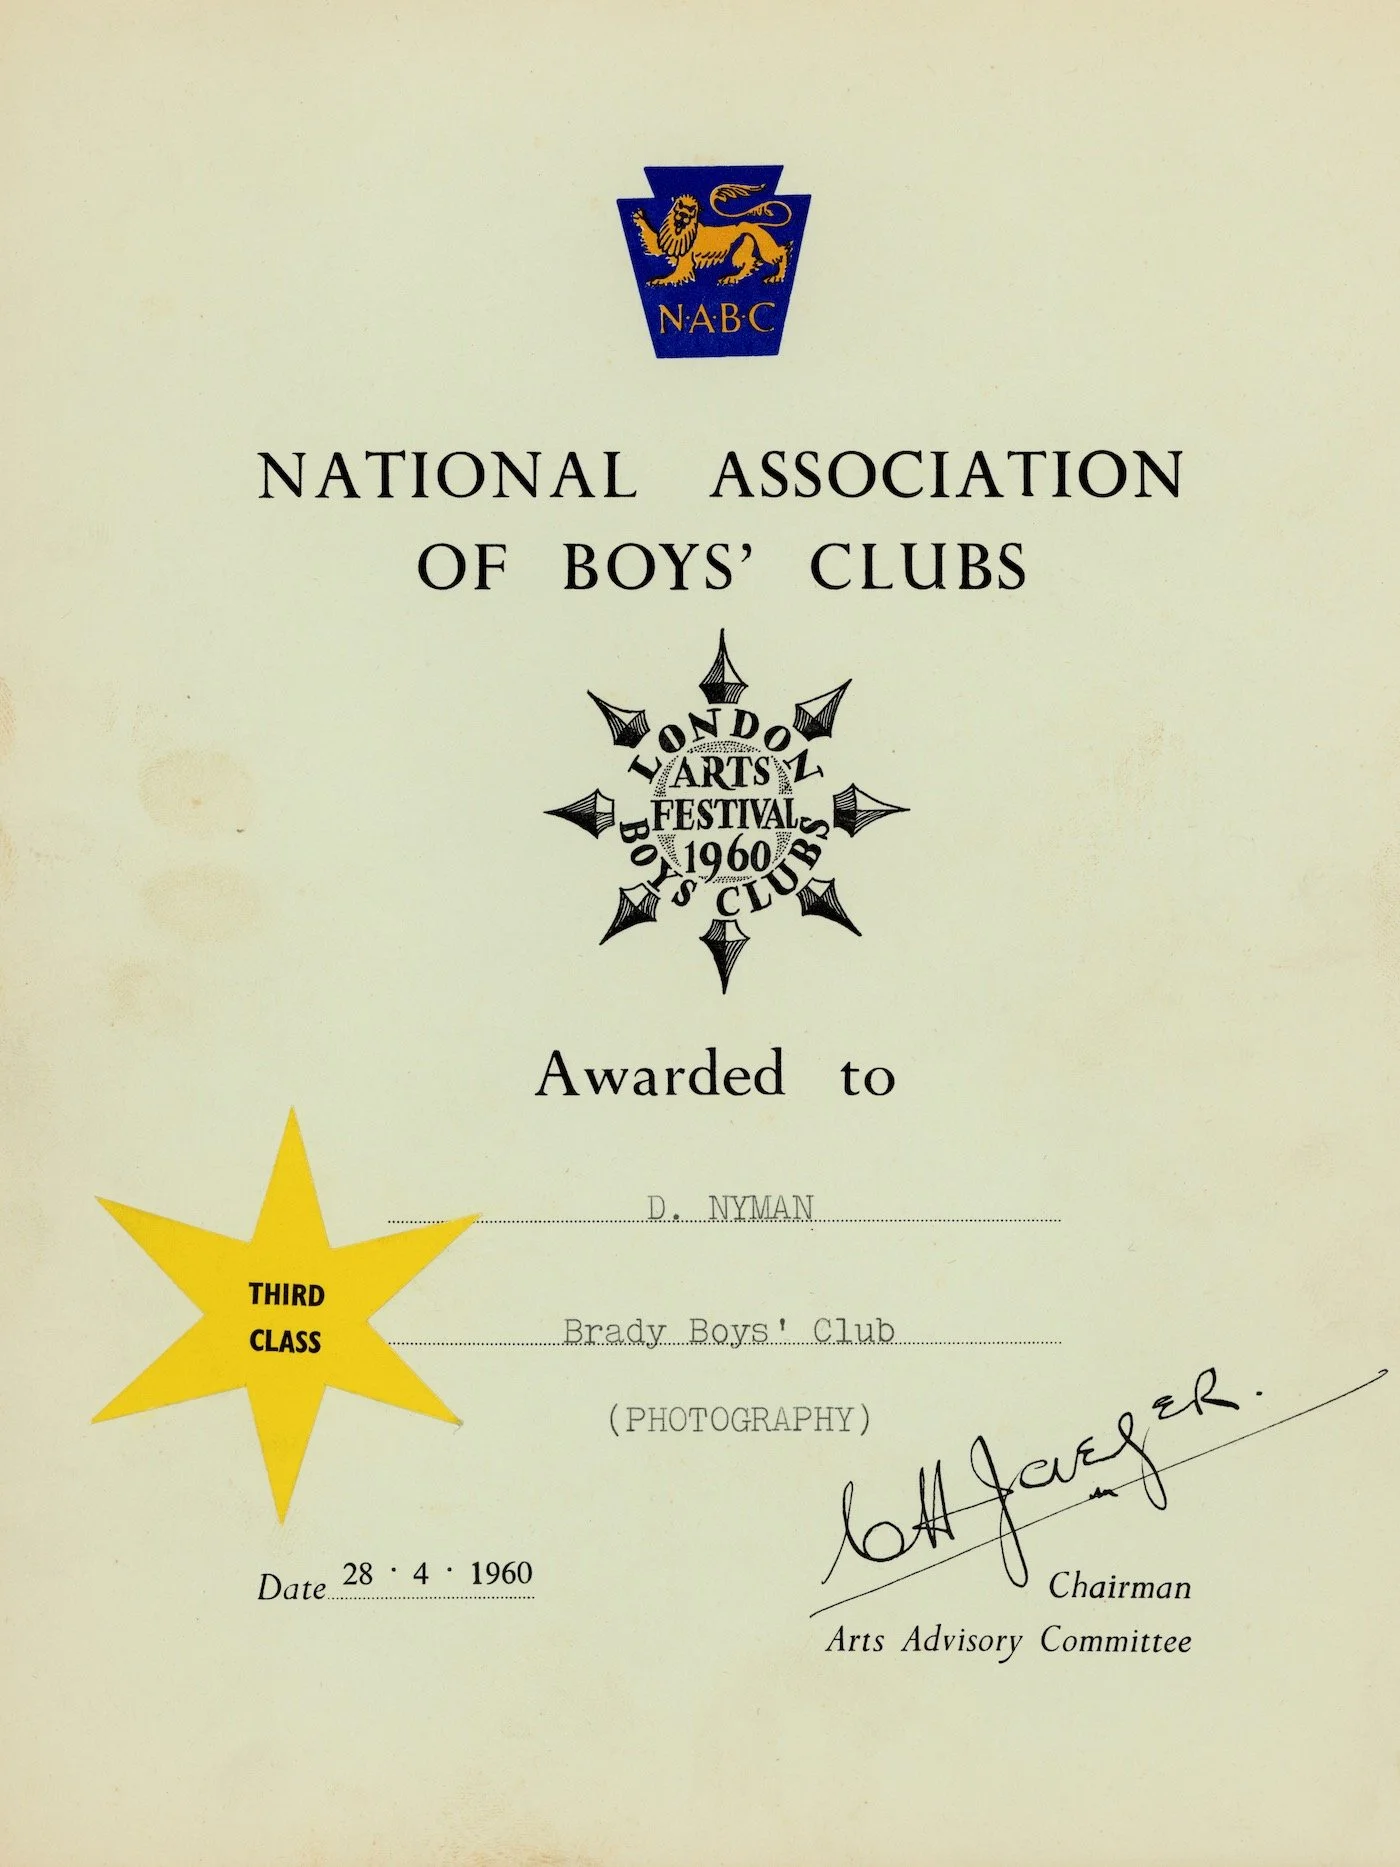 N·A·B·C
NATIONAL ASSOCIATION
OF BOYS' CLUBS
LONDON
ARTS
FESTIVAL
1960
BOYS CLUBS
Awarded to
D. NYMAN
THIRD
CLASS
Brady Boys' Club
(PHOTOGRAPHY)
Date 28 · 4 · 1960
Chairman
Arts Advisory Committee